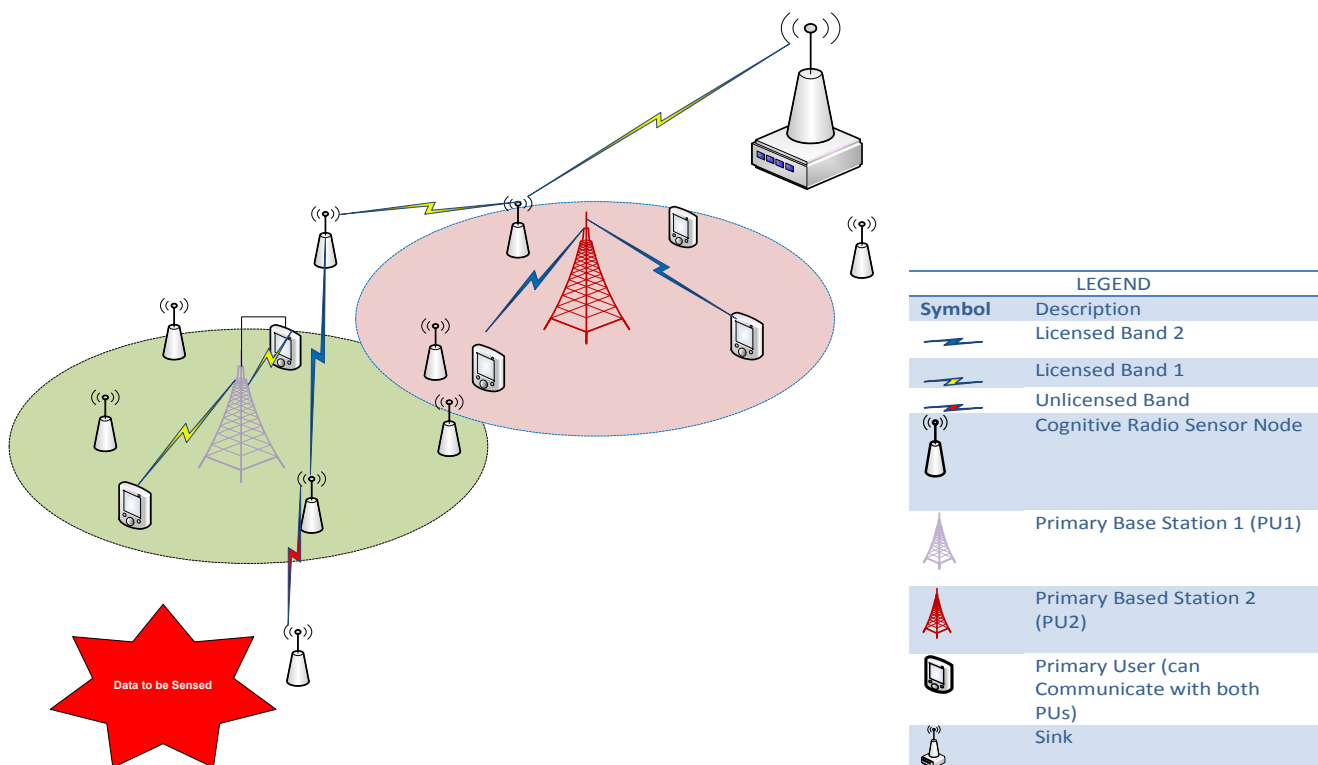 Data to be Sensed
LEGEND
Symbol Description
Licensed Band 2
Licensed Band 1
Unlicensed Band
Cognitive Radio Sensor Node
Primary Base Station 1 (PU1)
Primary Based Station 2
(PU2)
Primary User (can
Communicate with both
PUs)
Sink